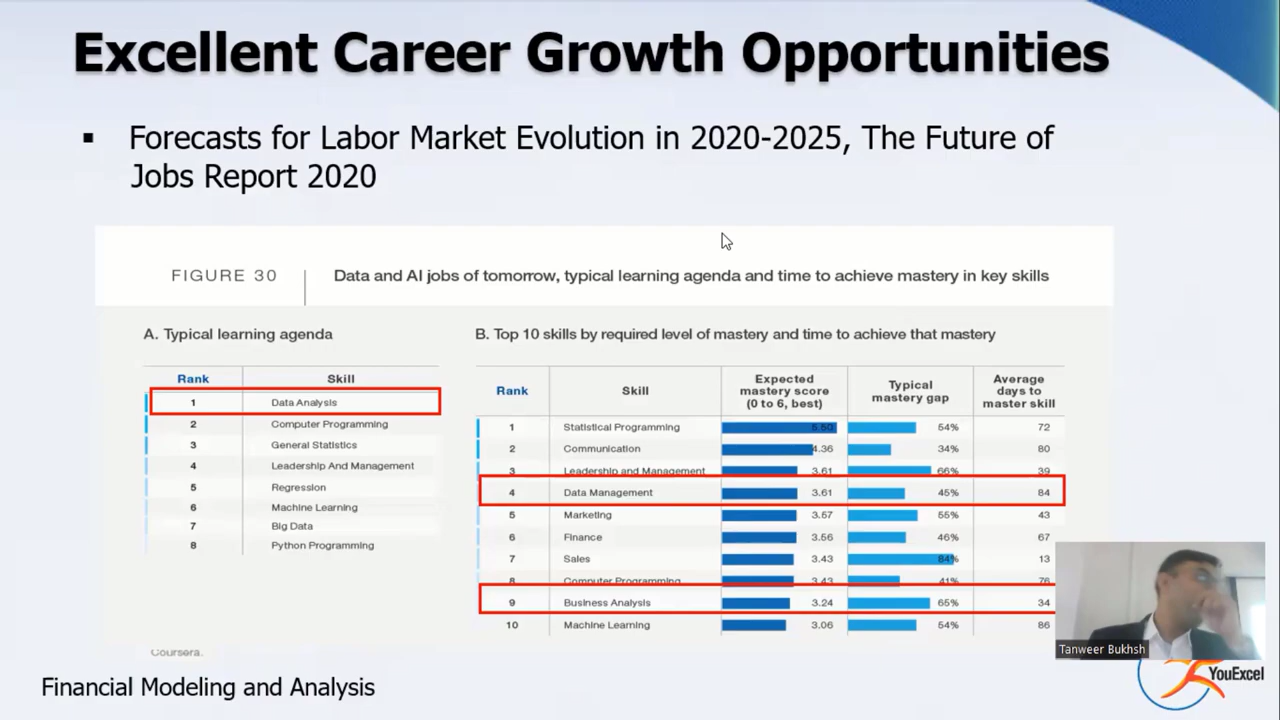 Excellent Career Growth Opportunities
▪ Forecasts for Labor Market Evolution in 2020-2025, The Future of
Jobs Report 2020
FIGURE 30 Data and AI jobs of tomorrow, typical learning agenda and time to achieve mastery in key skills
A. Typical learning agenda
Rank Skill
1 Data Analysis
2 Computer Programming
3 General Statistics
4 Leadership And Management
5 Regression
6 Machine Learning
7 Big Data
8 Python Programming
B. Top 10 skills by required level of mastery and time to achieve that mastery
Rank Skill Expected mastery score (0 to 6, best) Typical mastery gap Average days to master skill
1 Statistical Programming 5.50 54% 72
2 Communication 4.36 34% 80
3 Leadership and Management 3.61 66% 39
4 Data Management 3.61 45% 84
5 Marketing 3.57 55% 43
6 Finance 3.56 46% 67
7 Sales 3.43 84% 13
8 Computer Programming 3.43 41% 76
9 Business Analysis 3.24 65% 34
10 Machine Learning 3.06 54% 86
Coursera.
Tanweer Bukhsh
Financial Modeling and Analysis
YouExcel